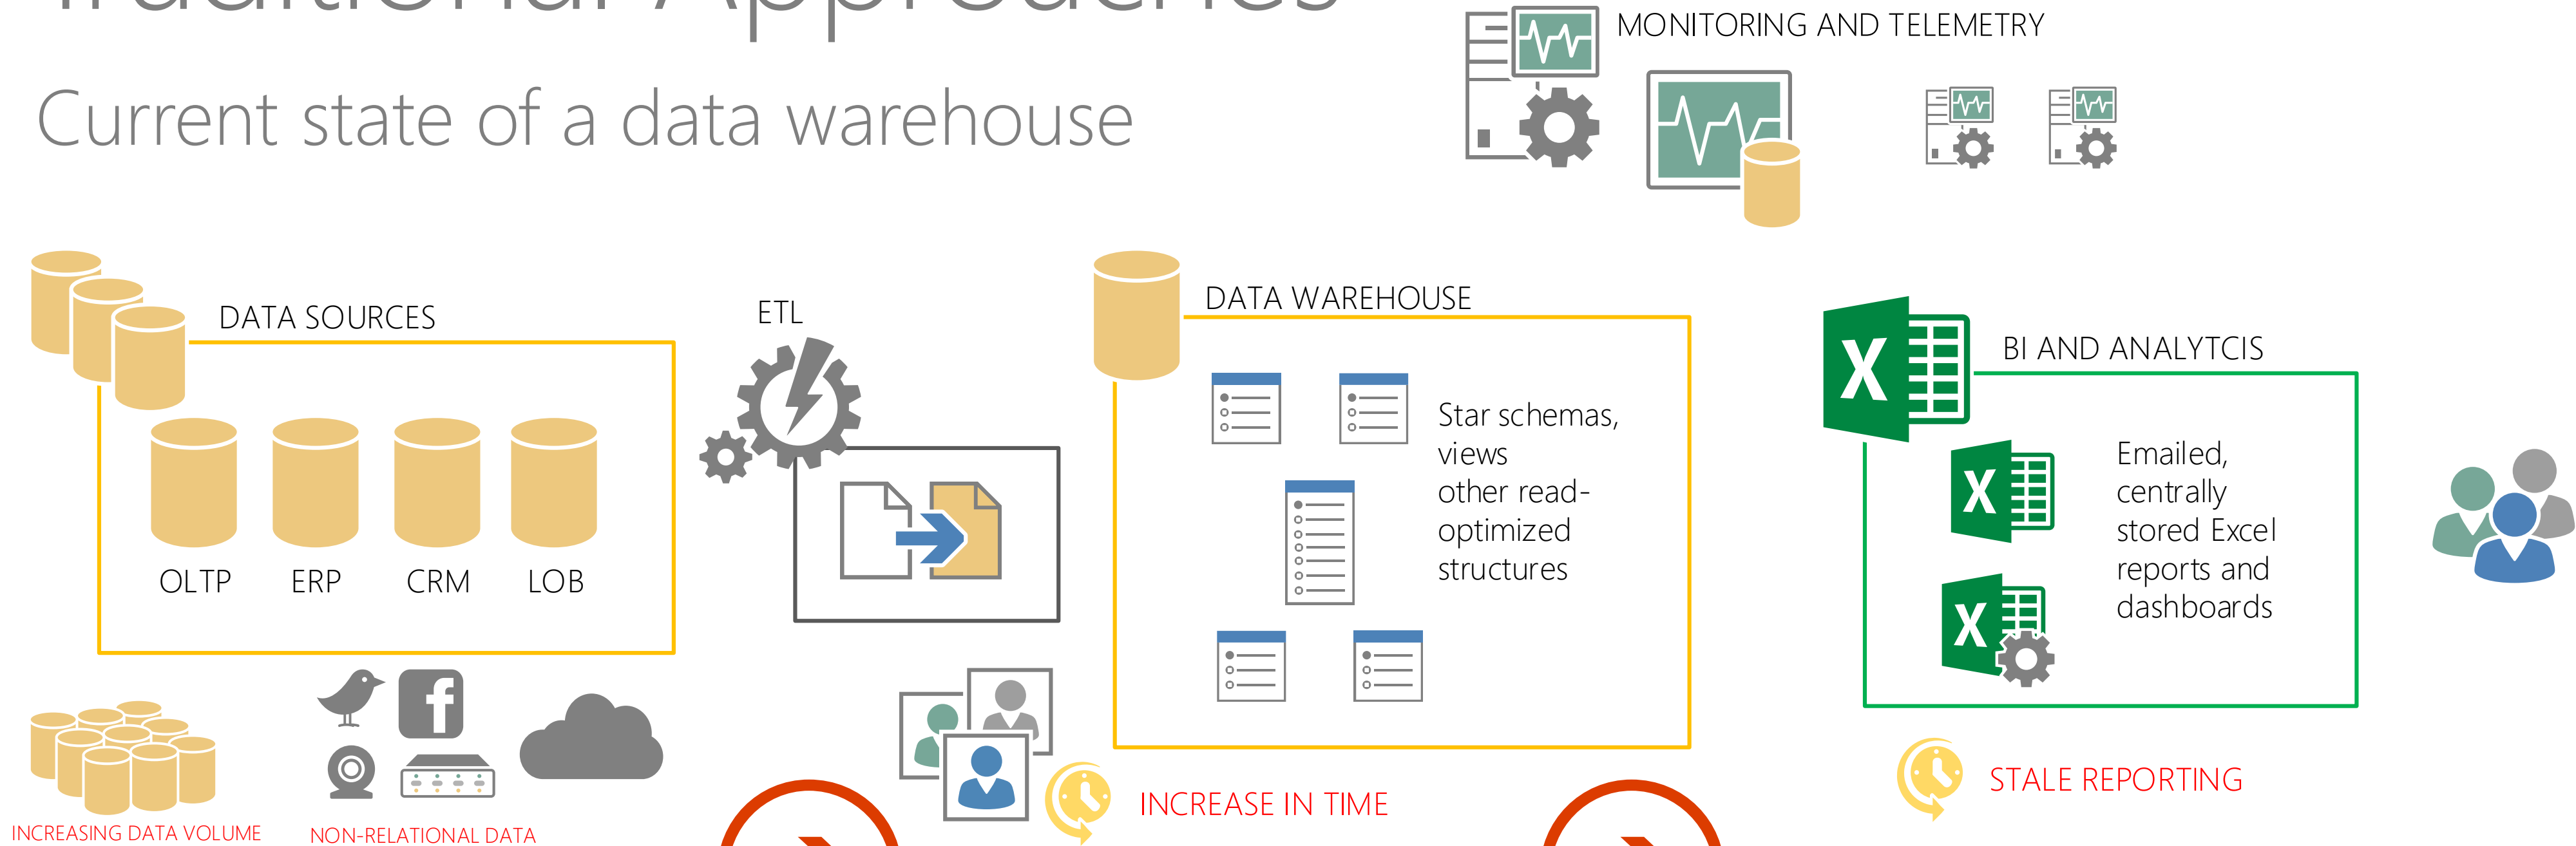 Traditional Approaches
Current state of a data warehouse
MONITORING AND TELEMETRY
DATA SOURCES
OLTP
ERP
CRM
LOB
INCREASING DATA VOLUME
NON-RELATIONAL DATA
ETL
INCREASE IN TIME
DATA WAREHOUSE
Star schemas,
views
other read-
optimized
structures
BI AND ANALYTCIS
Emailed,
centrally
stored Excel
reports and
dashboards
STALE REPORTING